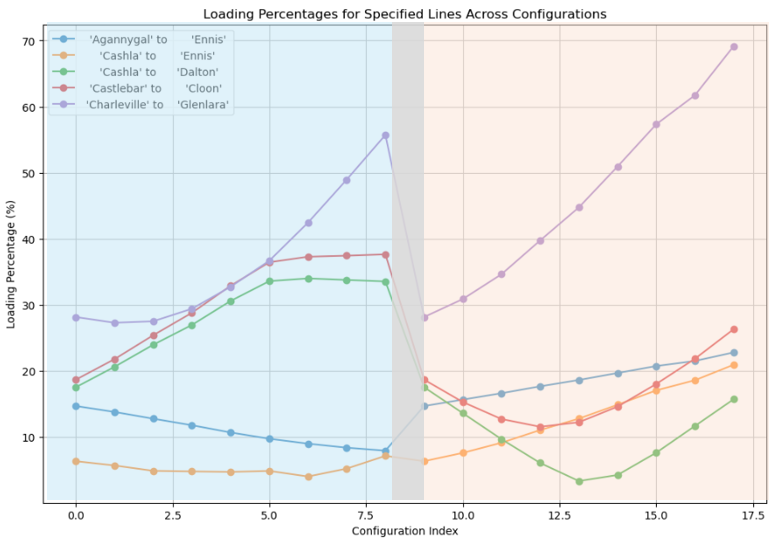 Loading Percentages for Specified Lines Across Configurations
'Agannygal' to 'Ennis'
'Cashla' to 'Ennis'
'Cashla' to 'Dalton'
'Castlebar' to 'Cloon'
'Charleville' to 'Glenlara'
Loading Percentage (%)
70
60
50
40
30
20
10
0.0 2.5 5.0 7.5 10.0 12.5 15.0 17.5
Configuration Index